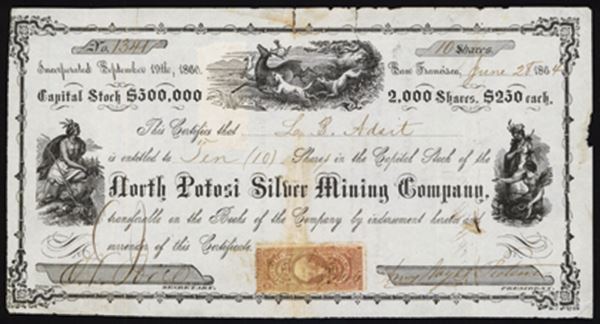 No. 1341
10 Shares.
Incorporated September 19th, 1860.
San Francisco, June 28 1864
Capital Stock $500,000
2,000 Shares, $250 each.
This Certifies that L. B. Adsit
is entitled to Ten (10) Shares in the Capital Stock of the
North Potosi Silver Mining Company,
transferable on the Books of the Company by indorsement hereon and
surrender of this Certificate.
SECRETARY.
PRESIDENT.